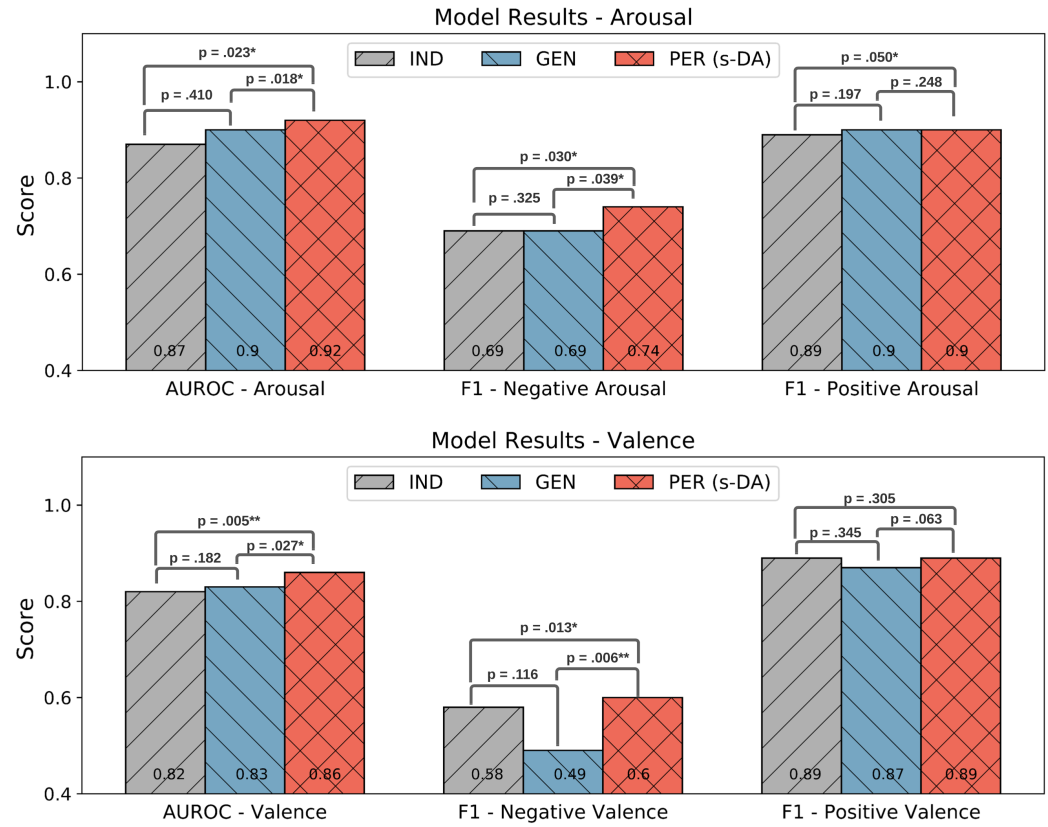 Model Results - Arousal
IND GEN PER (s-DA)
p = .023*
p = .410
p = .018*
p = .030*
p = .325
p = .039*
p = .050*
p = .197
p = .248
Score
1.0
0.8
0.6
0.4
0.87 0.9 0.92 0.69 0.69 0.74 0.89 0.9 0.9
AUROC - Arousal F1 - Negative Arousal F1 - Positive Arousal
Model Results - Valence
IND GEN PER (s-DA)
p = .005**
p = .182
p = .027*
p = .013*
p = .116
p = .006**
p = .305
p = .345
p = .063
Score
1.0
0.8
0.6
0.4
0.82 0.83 0.86 0.58 0.49 0.6 0.89 0.87 0.89
AUROC - Valence F1 - Negative Valence F1 - Positive Valence